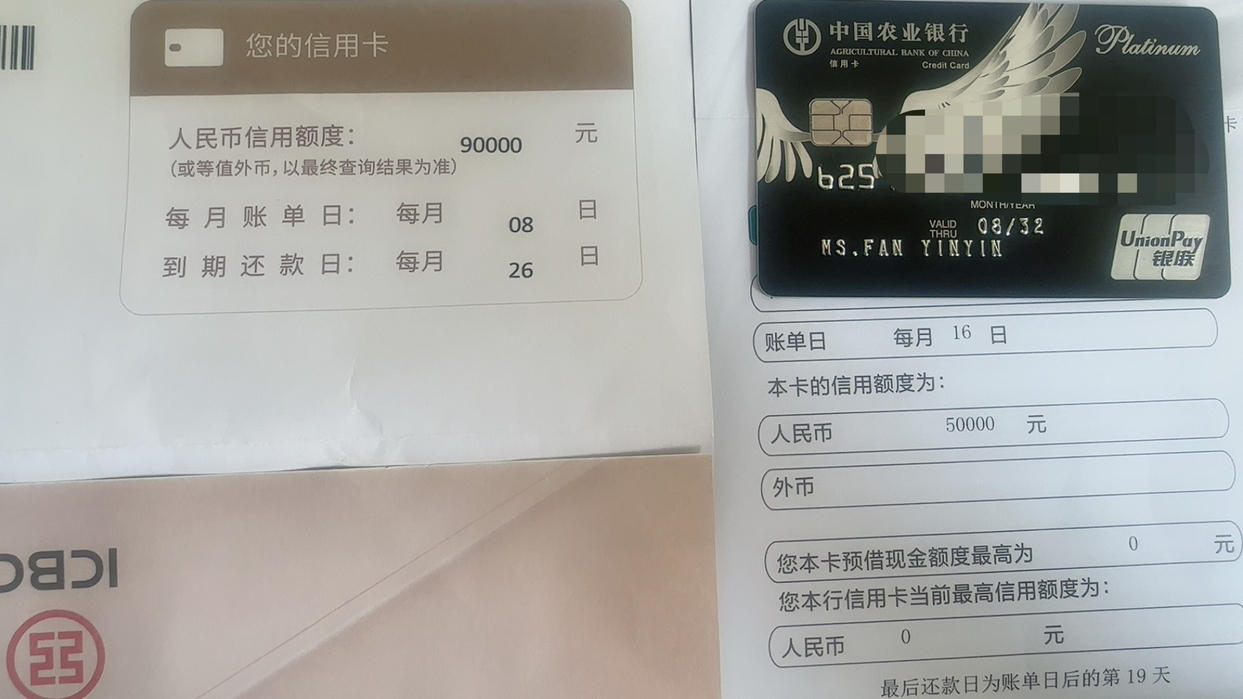 您的信用卡
人民币信用额度： 90000 元
（或等值外币，以最终查询结果为准）
每月账单日： 每月 08 日
到期还款日： 每月 26 日
ICBC
中国农业银行
AGRICULTURAL BANK OF CHINA
信用卡 Credit Card
Platinum
625
MONTH/YEAR
VALID THRU 08/32
MS.FAN YINYIN
UnionPay
银联
卡
账单日 每月 16 日
本卡的信用额度为：
人民币 50000 元
外币
您本卡预借现金额度最高为 0 元
您本行信用卡当前最高信用额度为：
人民币 0 元
最后还款日为账单日后的第 19 天